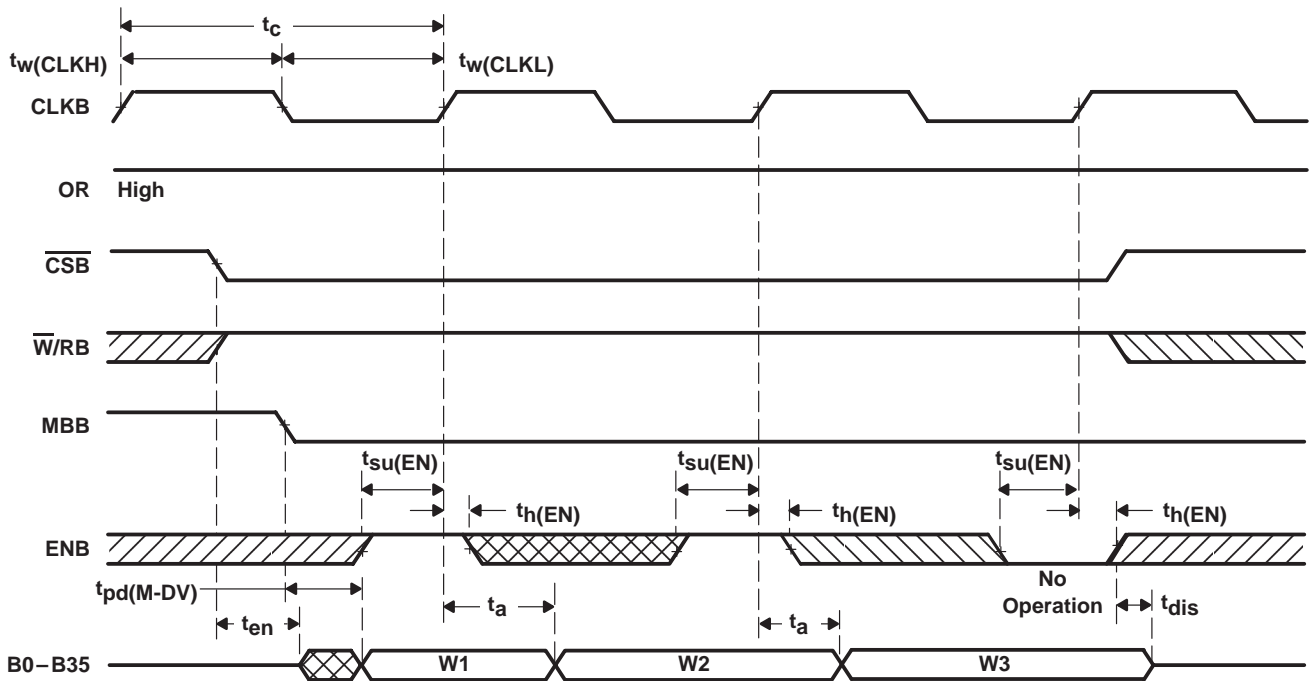 tc
tw(CLKH)
tw(CLKL)
CLKB
OR High
CSB
W/RB
MBB
tsu(EN) tsu(EN) tsu(EN)
th(EN) th(EN) th(EN)
ENB
No
Operation
tpd(M-DV)
ta
tdis
ten
ta
B0–B35 W1 W2 W3